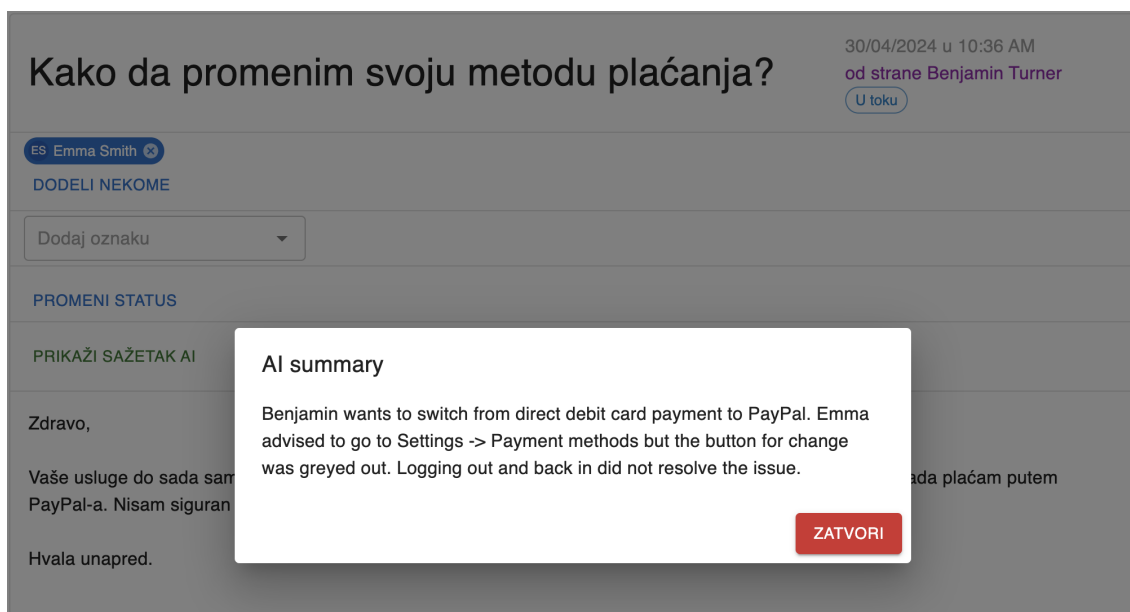 Kako da promenim svoju metodu plaćanja?
30/04/2024 u 10:36 AM
od strane Benjamin Turner
U toku
ES Emma Smith
DODELI NEKOME
Dodaj oznaku
PROMENI STATUS
PRIKAŽI SAŽETAK AI
AI summary
Benjamin wants to switch from direct debit card payment to PayPal. Emma
advised to go to Settings -> Payment methods but the button for change
was greyed out. Logging out and back in did not resolve the issue.
ZATVORI
Zdravo,
Vaše usluge do sada sam plaćam putem
PayPal-a. Nisam siguran
Hvala unapred.